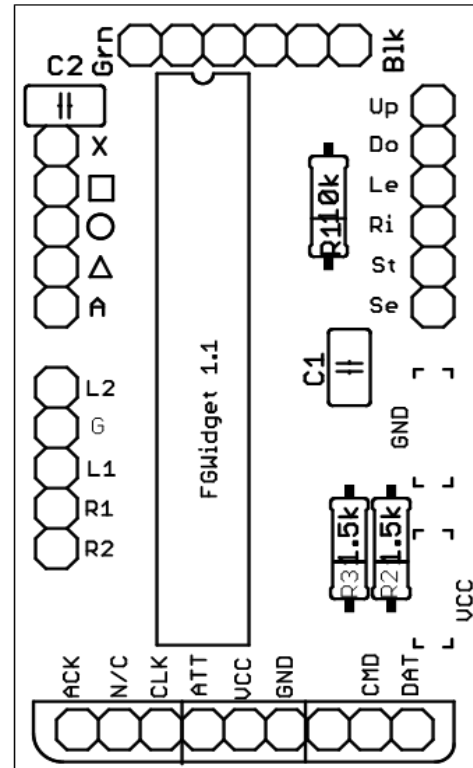 Grn
Blk
C2
X
A
Up
Do
Le
Ri
St
Se
R1
10k
C1
L2
G
L1
R1
R2
FGWidget 1.1
GND
R3
1.5k
R2
1.5k
VCC
ACK
N/C
CLK
ATT
VCC
GND
CMD
DAT